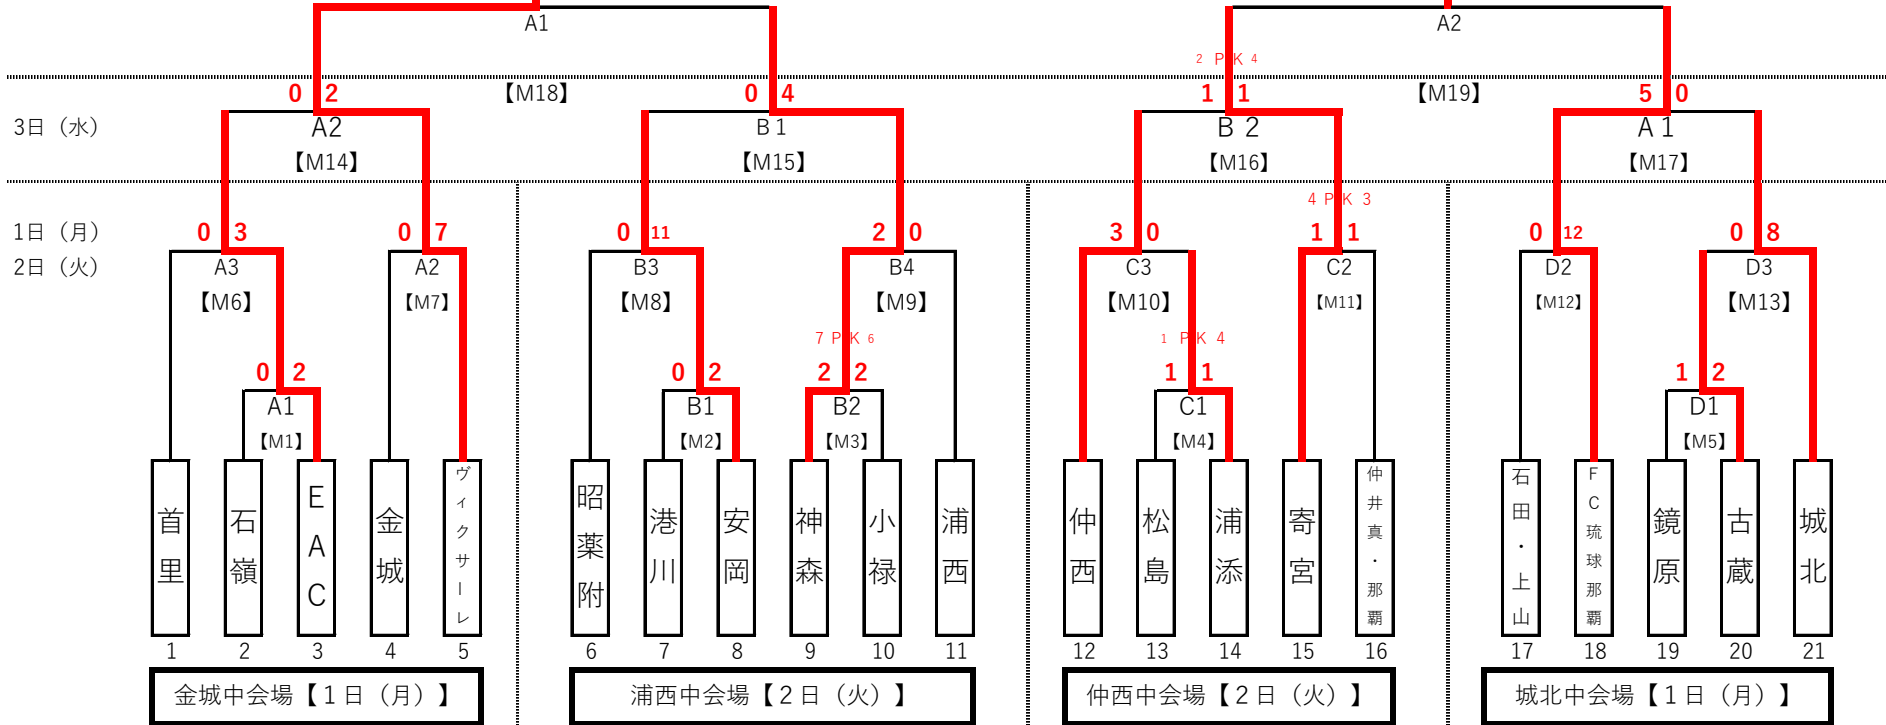 A1 A2
2 PK 4
0 2 【M18】 0 4 1 1 【M19】 5 0
3日（水） A2 B1 B2 A1
【M14】 【M15】 【M16】 【M17】
4 PK 3
1日（月） 0 3 0 7 0 11 2 0 3 0 1 1 0 12 0 8
2日（火） A3 A2 B3 B4 C3 C2 D2 D3
【M6】 【M7】 【M8】 【M9】 【M10】 【M11】 【M12】 【M13】
7 PK 6 1 PK 4
0 2 0 2 2 2 1 1 1 2
A1 B1 B2 C1 D1
【M1】 【M2】 【M3】 【M4】 【M5】
首里
石嶺
EAC
金城
ヴィクサーレ
昭薬附
港川
安岡
神森
小禄
浦西
仲西
松島
浦添
寄宮
仲井真・那覇
石田・上山
FC琉球那覇
鏡原
古蔵
城北
1 2 3 4 5 6 7 8 9 10 11 12 13 14 15 16 17 18 19 20 21
金城中会場【1日（月）】 浦西中会場【2日（火）】 仲西中会場【2日（火）】 城北中会場【1日（月）】